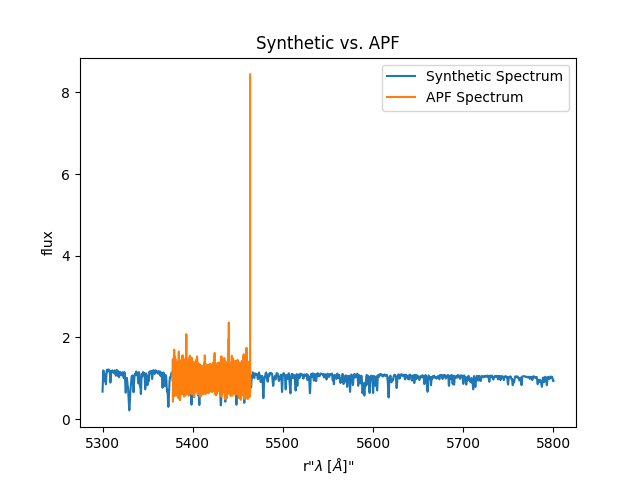 Synthetic vs. APF
Synthetic Spectrum
APF Spectrum
flux
8
6
4
2
0
5300 5400 5500 5600 5700 5800
r"λ [Å]"